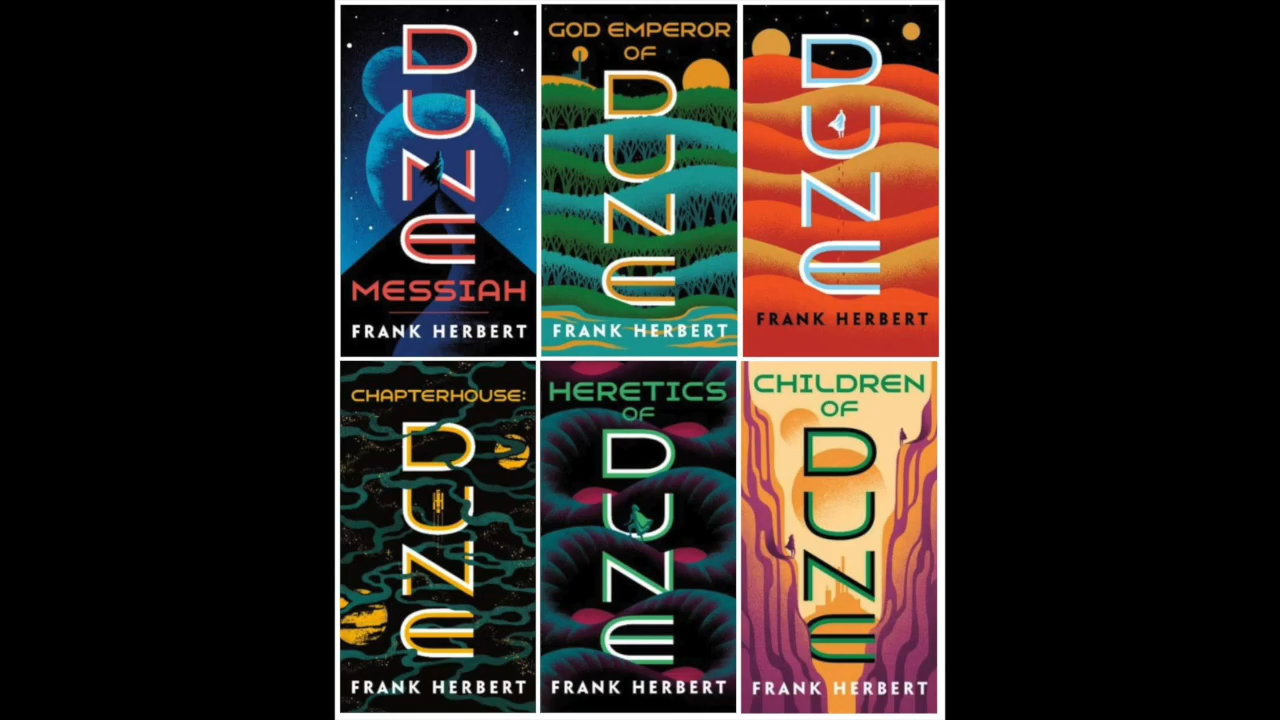 DUNE
MESSIAH
FRANK HERBERT
GOD EMPEROR
OF
DUNE
FRANK HERBERT
DUNE
FRANK HERBERT
CHAPTERHOUSE:
DUNE
FRANK HERBERT
HERETICS
OF
DUNE
FRANK HERBERT
CHILDREN
OF
DUNE
FRANK HERBERT